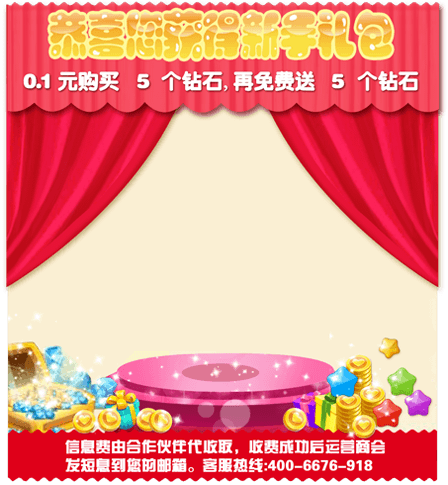 恭喜您获得新手礼包
0.1 元购买 5 个钻石,再免费送 5 个钻石
信息费由合作伙伴代收取，收费成功后运营商会
发短息到您的邮箱。客服热线:400-6676-918